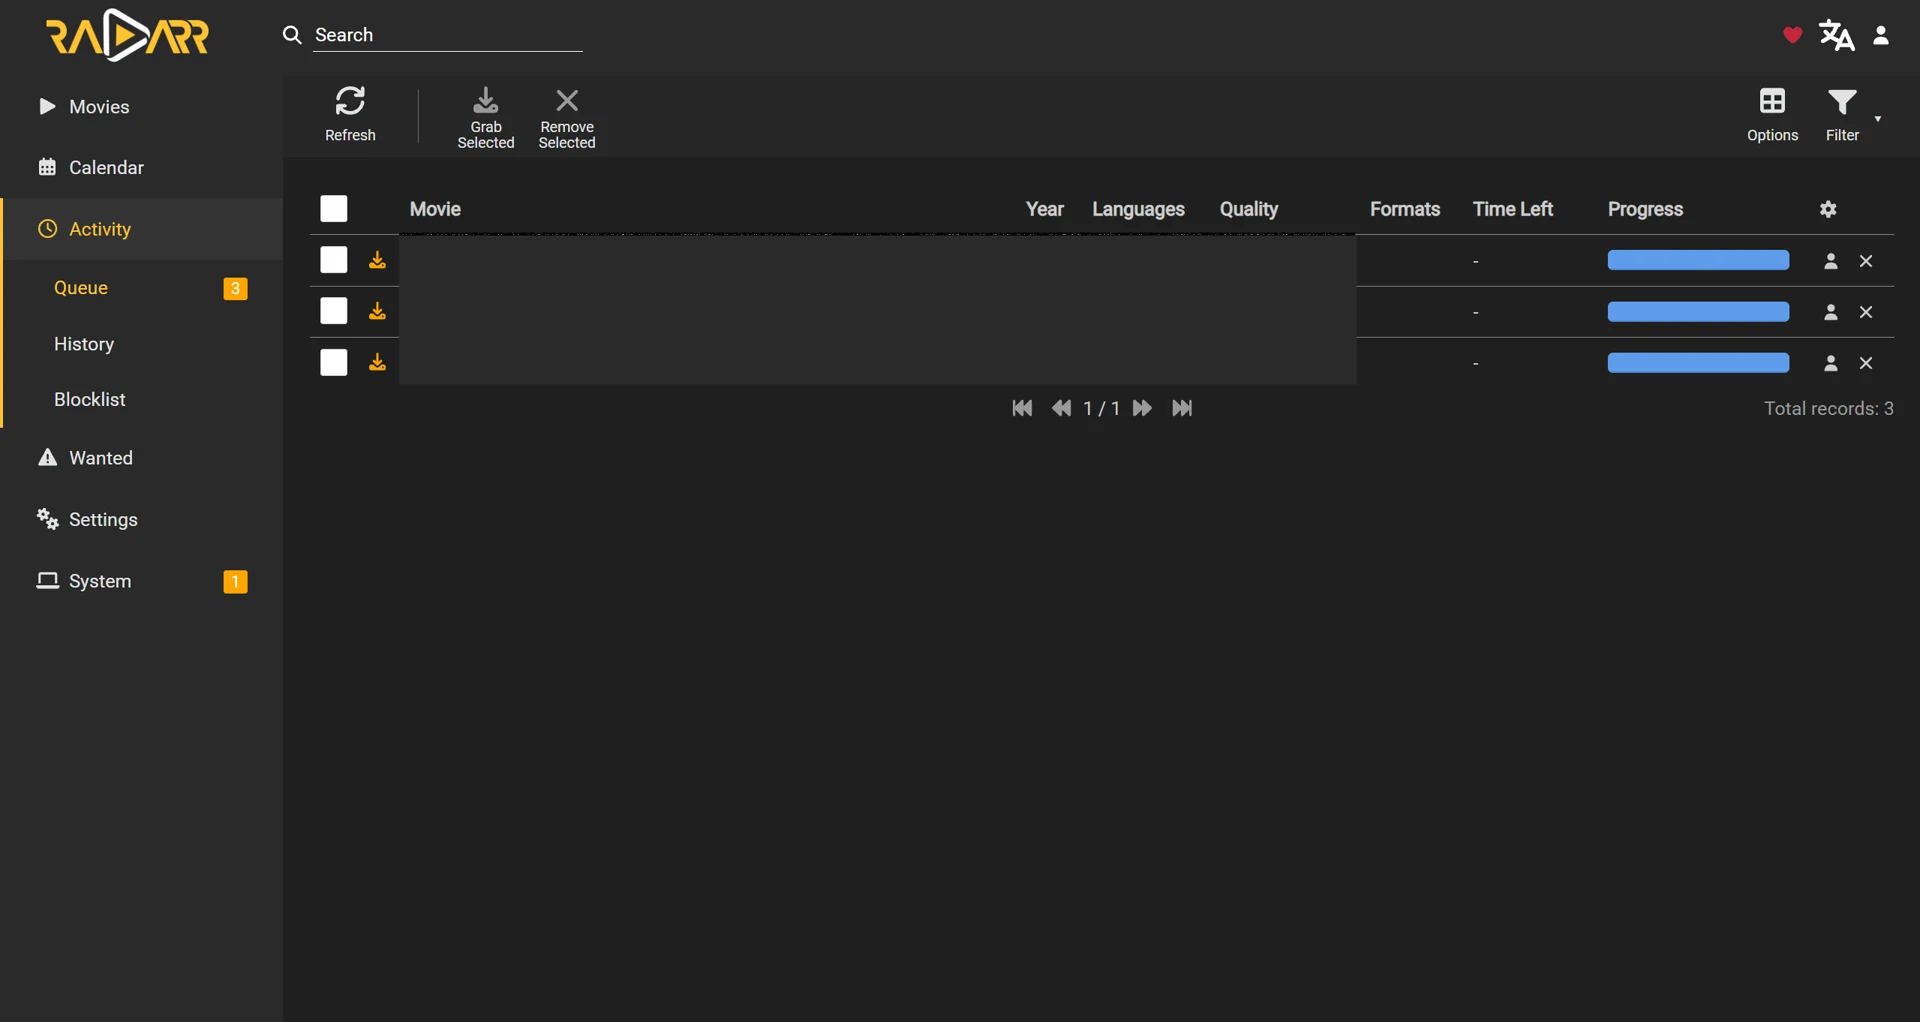 RADARR
Search
Movies
Calendar
Activity
Queue 3
History
Blocklist
Wanted
Settings
System 1
Refresh
Grab Selected
Remove Selected
Options
Filter
Movie Year Languages Quality Formats Time Left Progress
-
-
-
1 / 1
Total records: 3